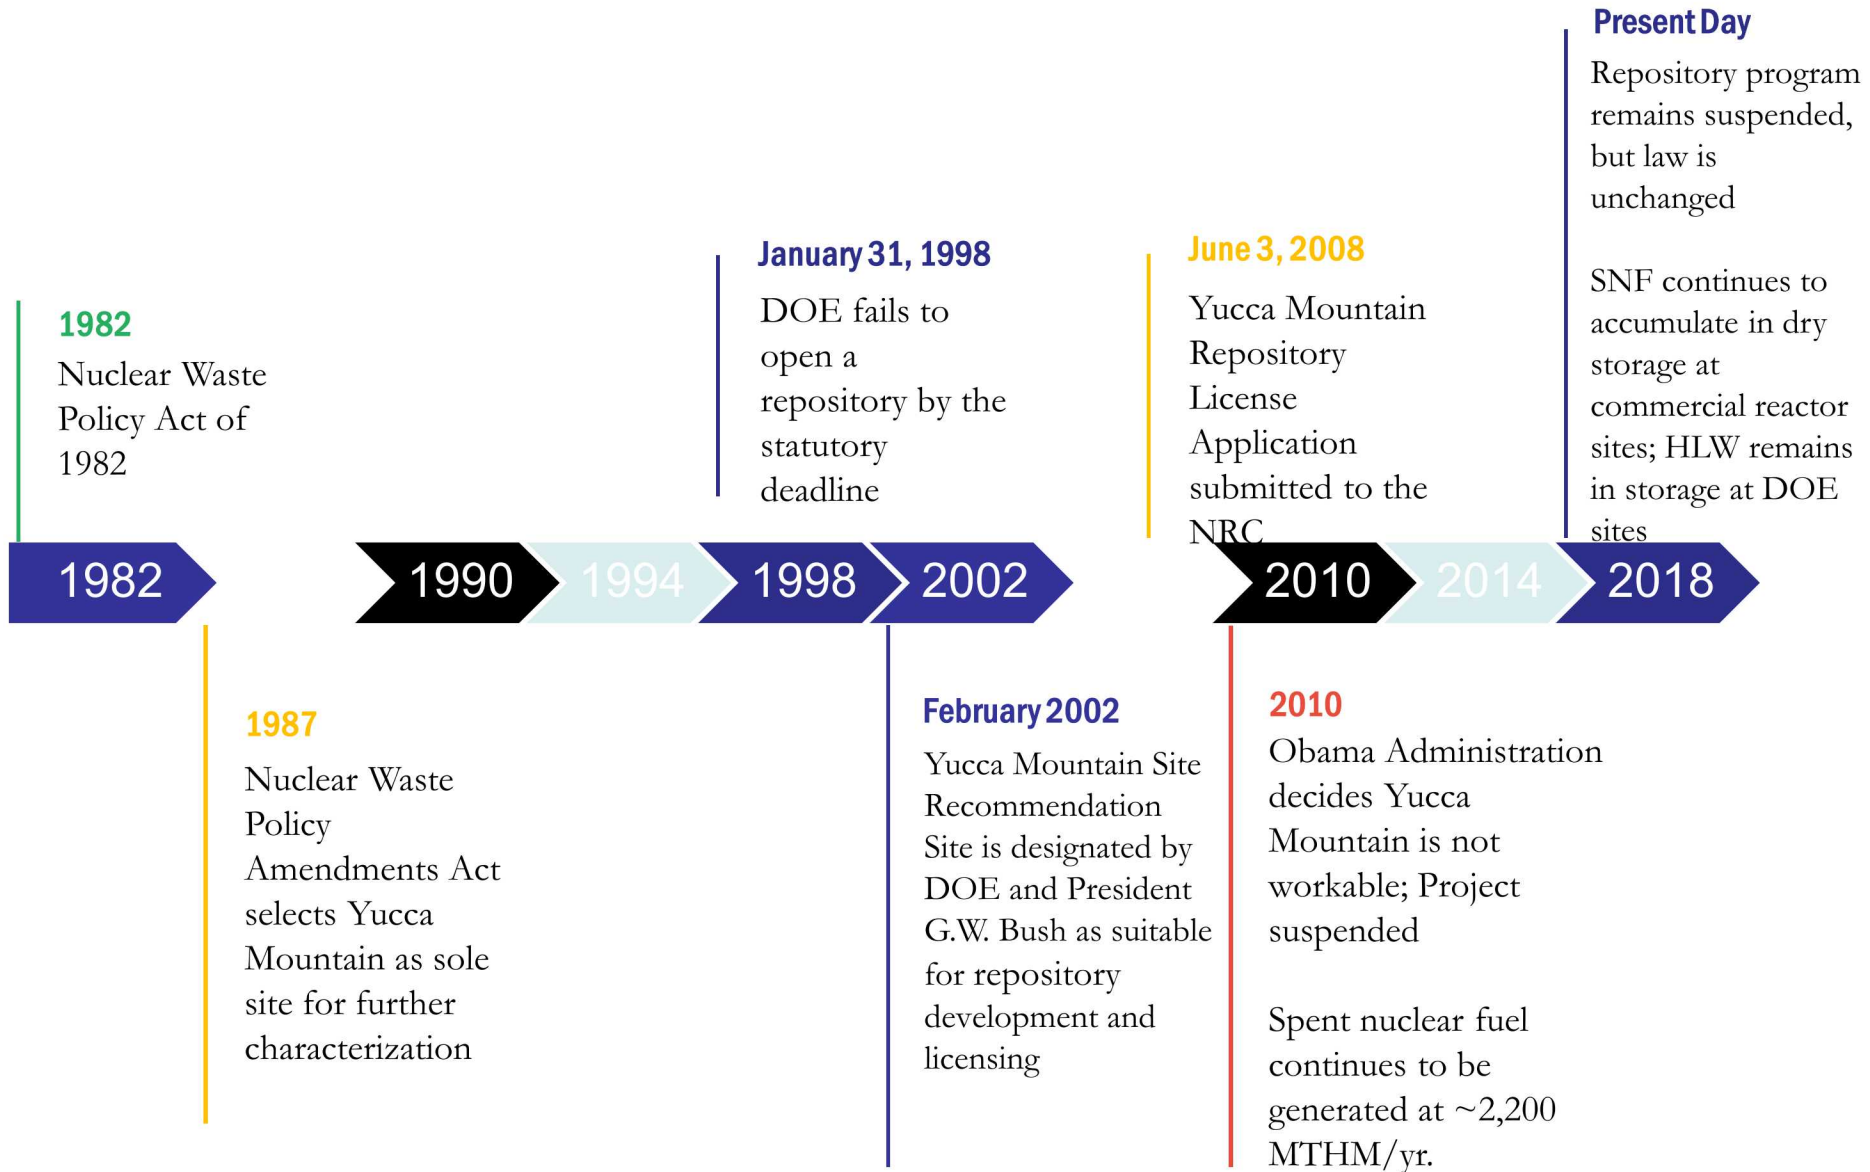 Present Day
Repository program
remains suspended,
but law is
unchanged
SNF continues to
accumulate in dry
storage at
commercial reactor
sites; HLW remains
in storage at DOE
sites
January 31, 1998
DOE fails to
open a
repository by the
statutory
deadline
June 3, 2008
Yucca Mountain
Repository
License
Application
submitted to the
NRC
1982
Nuclear Waste
Policy Act of
1982
1982
1990
1994
1998
2002
2010
2014
2018
1987
Nuclear Waste
Policy
Amendments Act
selects Yucca
Mountain as sole
site for further
characterization
February 2002
Yucca Mountain Site
Recommendation
Site is designated by
DOE and President
G.W. Bush as suitable
for repository
development and
licensing
2010
Obama Administration
decides Yucca
Mountain is not
workable; Project
suspended
Spent nuclear fuel
continues to be
generated at ~2,200
MTHM/yr.